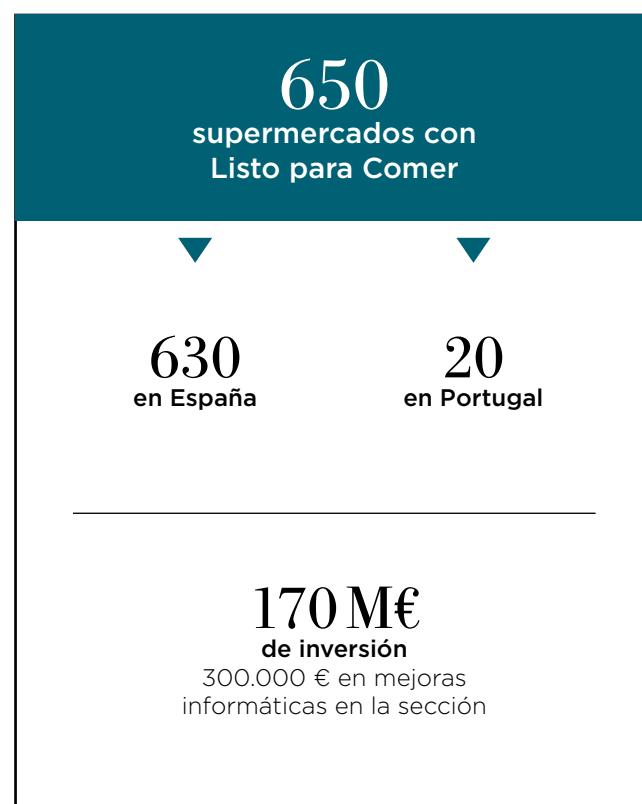 650
supermercados con
Listo para Comer
630
en España
20
en Portugal
170 M€
de inversión
300.000 € en mejoras
informáticas en la sección